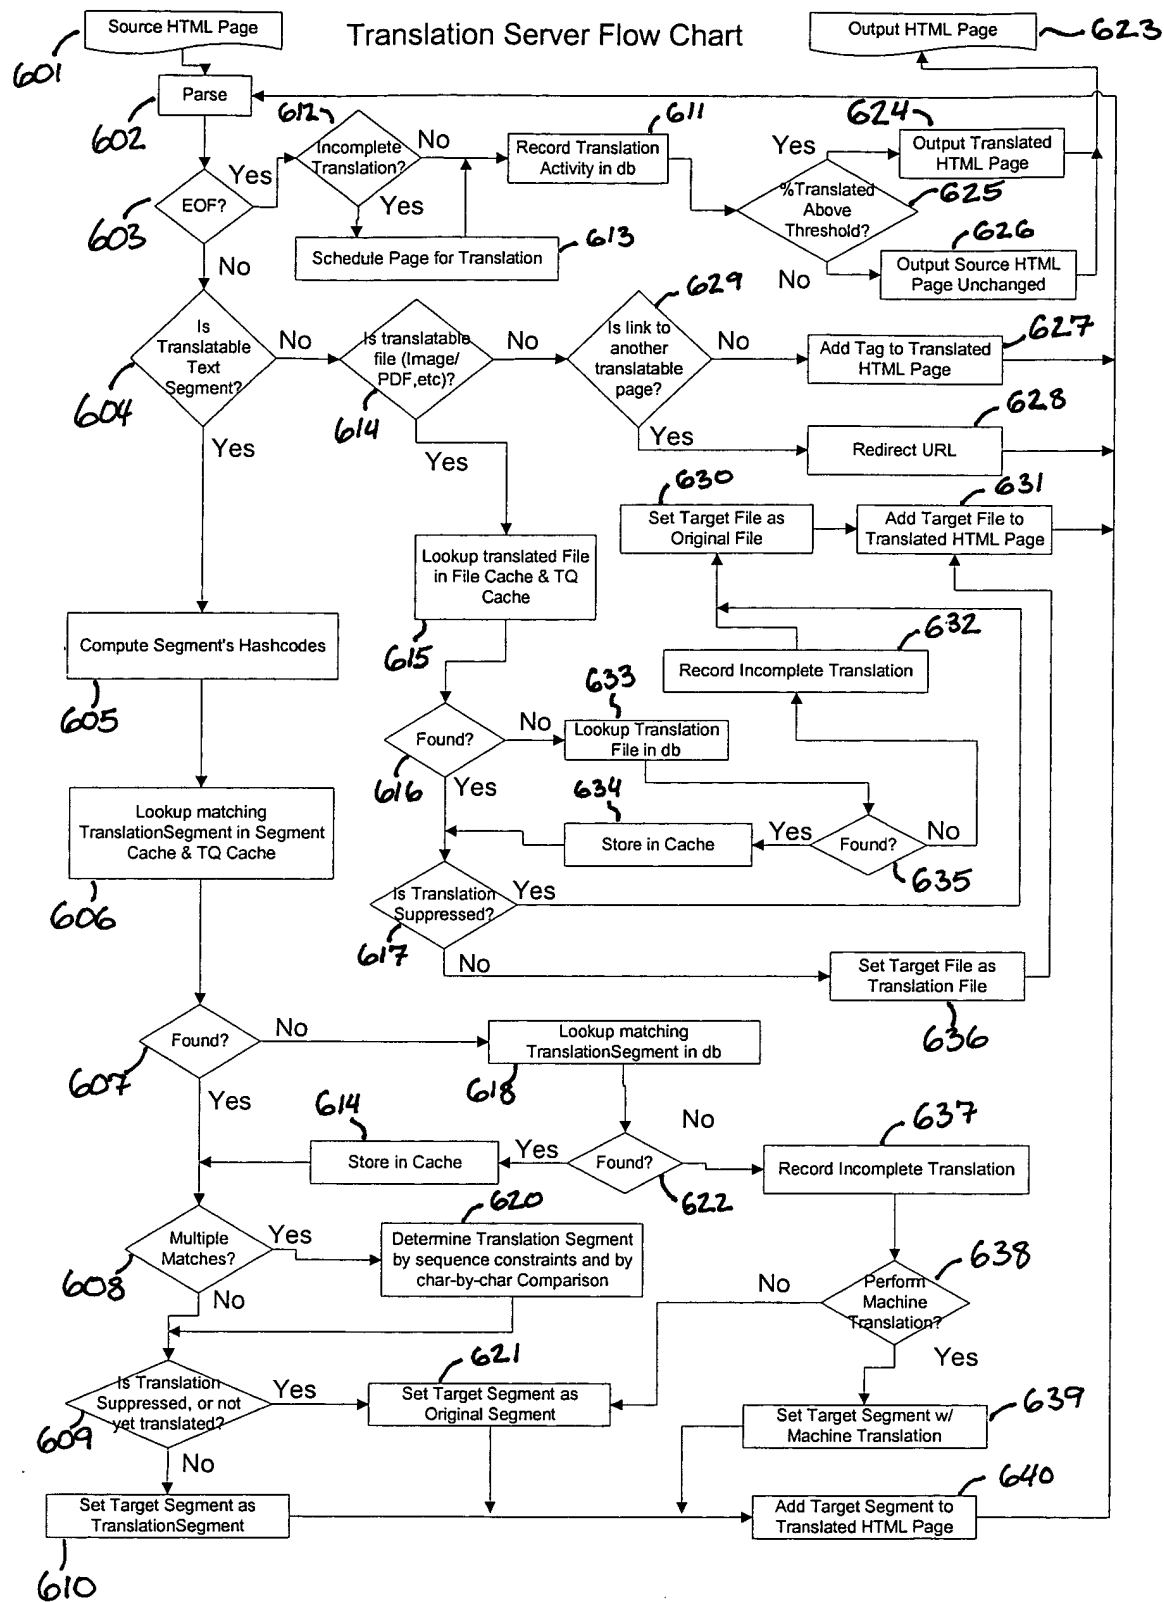 Source HTML Page
601
Translation Server Flow Chart
Output HTML Page
623
Parse
602
612
Incomplete
Translation?
No
Yes
611
Record Translation
Activity in db
624
Output Translated
HTML Page
Yes
%Translated
Above
Threshold?
625
No
626
Output Source HTML
Page Unchanged
EOF?
603
Yes
No
613
Schedule Page for Translation
Is
Translatable
Text
Segment?
604
No
Yes
Is translatable
file (Image/
PDF,etc)?
614
No
Yes
629
Is link to
another
translatable
page?
No
Yes
627
Add Tag to Translated
HTML Page
628
Redirect URL
630
Set Target File as
Original File
631
Add Target File to
Translated HTML Page
Lookup translated File
in File Cache & TQ
Cache
615
Compute Segment's Hashcodes
605
632
Record Incomplete Translation
633
Lookup Translation
File in db
Found?
616
No
Yes
634
Store in Cache
Yes
Found?
No
635
Lookup matching
TranslationSegment in Segment
Cache & TQ Cache
606
Is Translation
Suppressed?
617
Yes
No
Set Target File as
Translation File
636
Found?
607
No
Yes
Lookup matching
TranslationSegment in db
618
614
Store in Cache
Yes
Found?
622
No
637
Record Incomplete Translation
Multiple
Matches?
608
Yes
No
620
Determine Translation Segment
by sequence constraints and by
char-by-char Comparison
638
Perform
Machine
Translation?
No
Yes
Is Translation
Suppressed, or not
yet translated?
609
Yes
No
621
Set Target Segment as
Original Segment
639
Set Target Segment w/
Machine Translation
Set Target Segment as
TranslationSegment
610
640
Add Target Segment to
Translated HTML Page